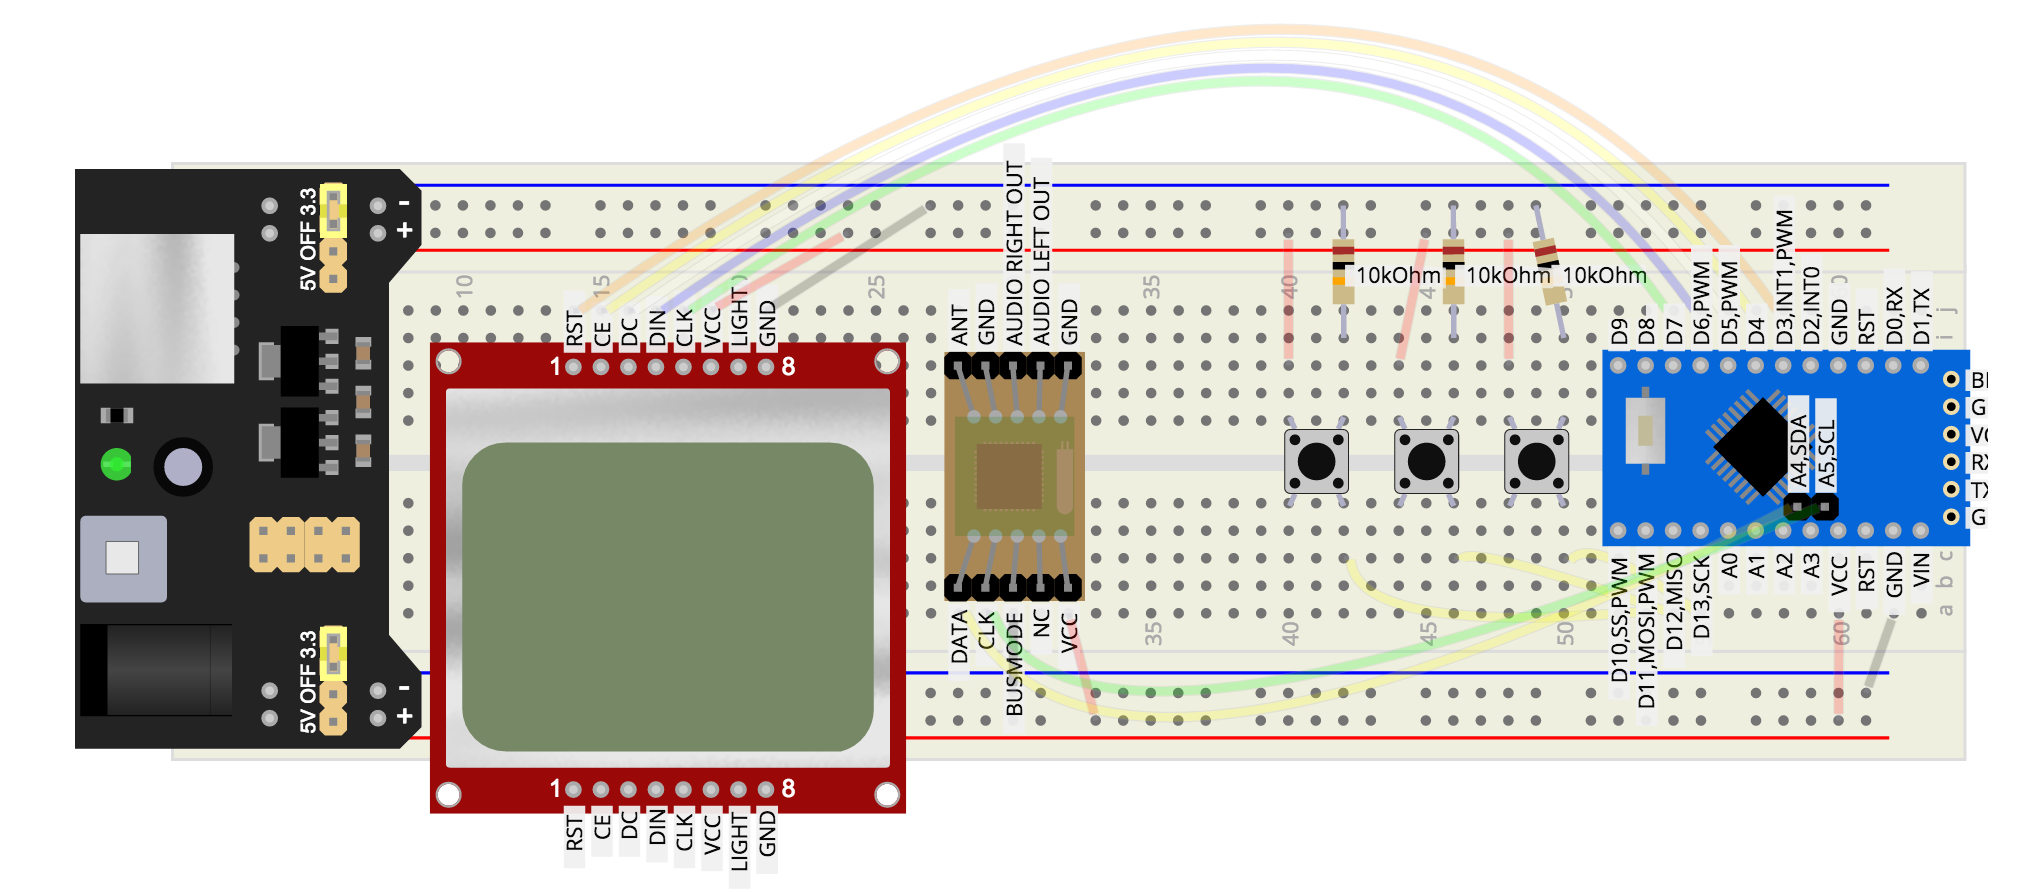 5V OFF 3.3
-
+
5V OFF 3.3
-
+
10
15
20
25
35
40
45
50
60
j
i
RST
CE
DC
DIN
CLK
VCC
LIGHT
GND
1
8
ANT
GND
AUDIO RIGHT OUT
AUDIO LEFT OUT
GND
10kOhm
10kOhm
10kOhm
D9
D8
D7
D6,PWM
D5,PWM
D4
D3,INT1,PWM
D2,INT0
GND
RST
D0,RX
D1,TX
A4,SDA
A5,SCL
G
RX
G
DATA
CLK
BUSMODE
NC
VCC
35
40
45
50
60
D10,SS,PWM
D11,MOSI,PWM
D12,MISO
D13,SCK
A0
A1
A2
A3
VCC
RST
GND
VIN
c
b
a
1
8
RST
CE
DC
DIN
CLK
VCC
LIGHT
GND